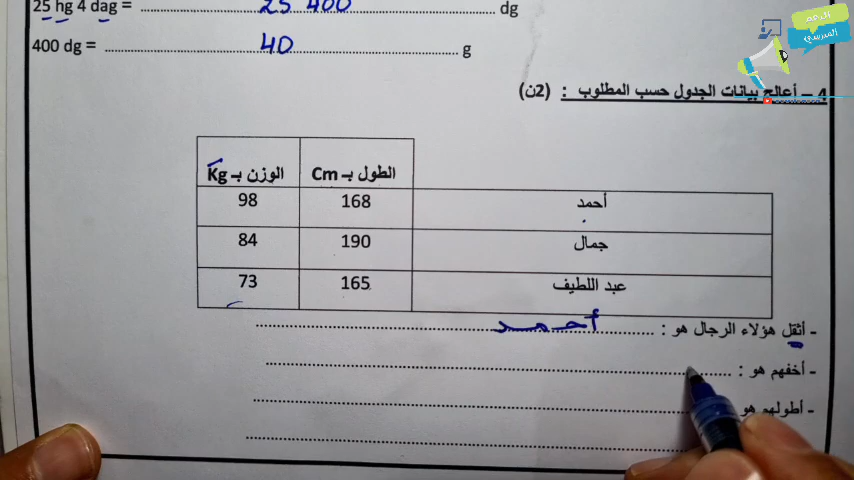 25 hg 4 dag = 25 400 dg
400 dg = 40 g
الدعم
المدرسي
4 – أعالج بيانات الجدول حسب المطلوب : (2ن)
الطول بـ Cm الوزن بـ Kg
أحمد 168 98
جمال 190 84
عبد اللطيف 165 73
- أثقل هؤلاء الرجال هو : أحمد
- أخفهم هو :
- أطولهم هو